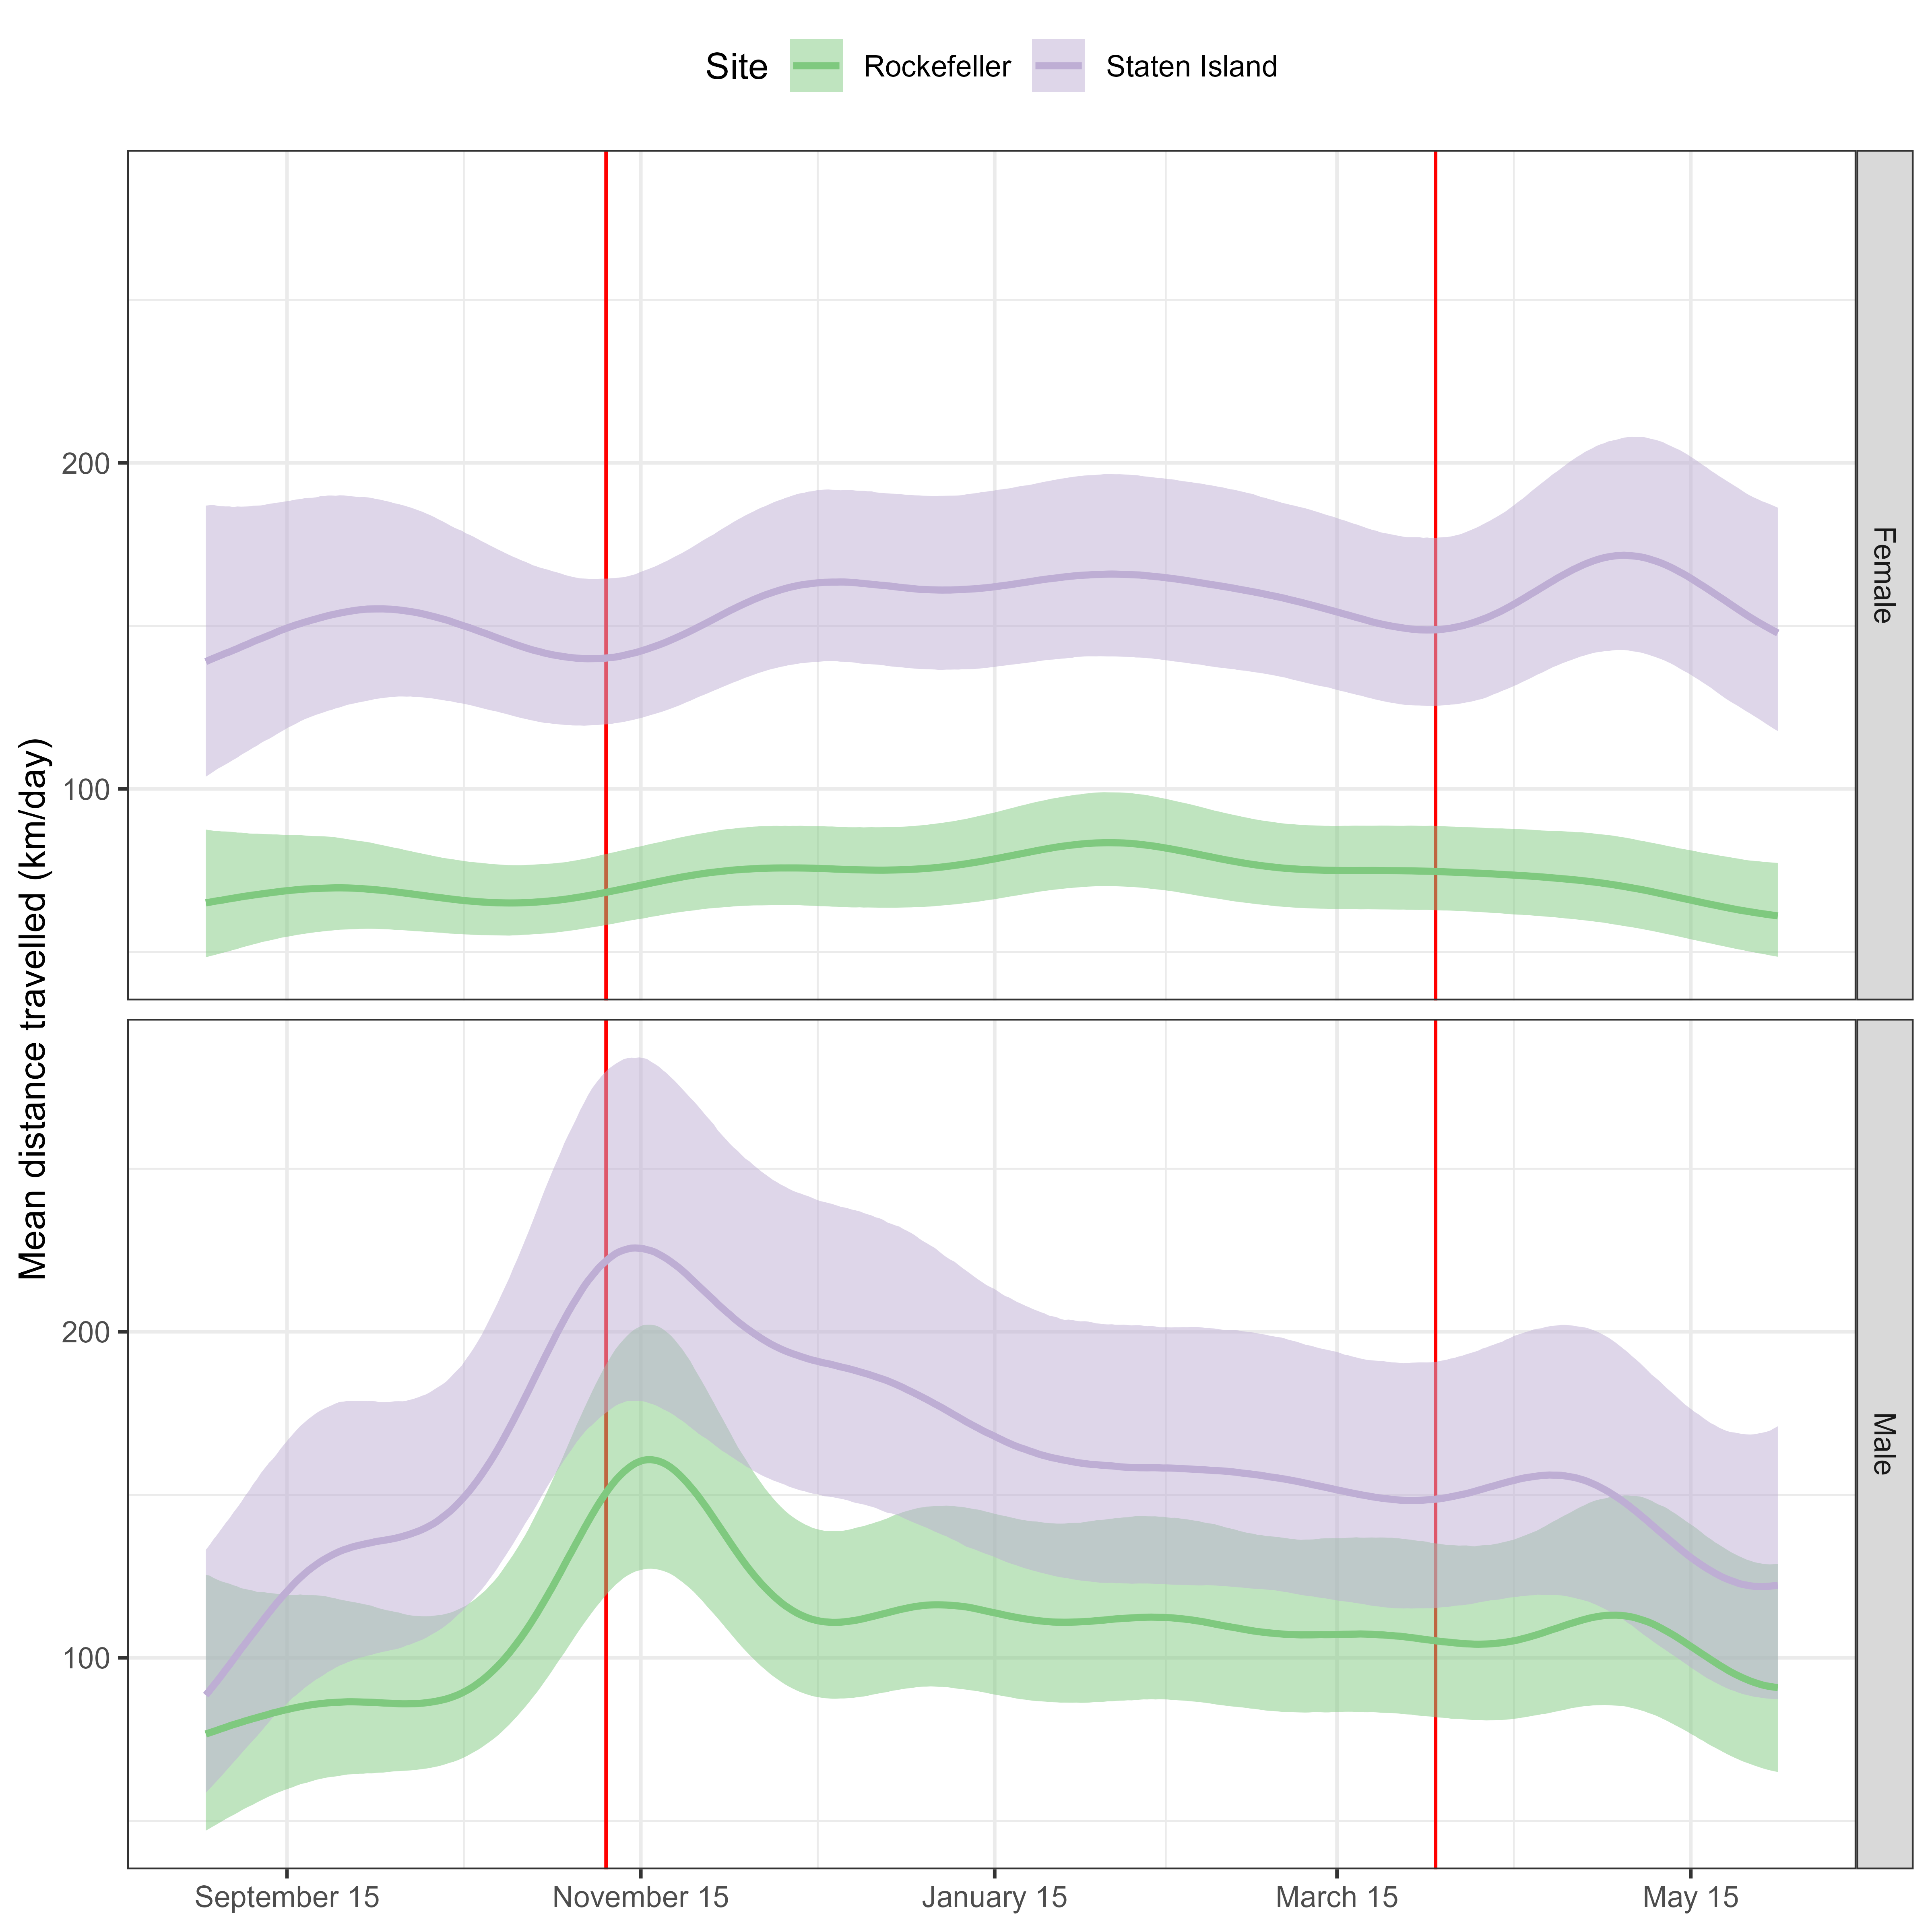 Site Rockefeller Staten Island
Mean distance travelled (km/day)
200
100
Female
200
100
Male
September 15 November 15 January 15 March 15 May 15